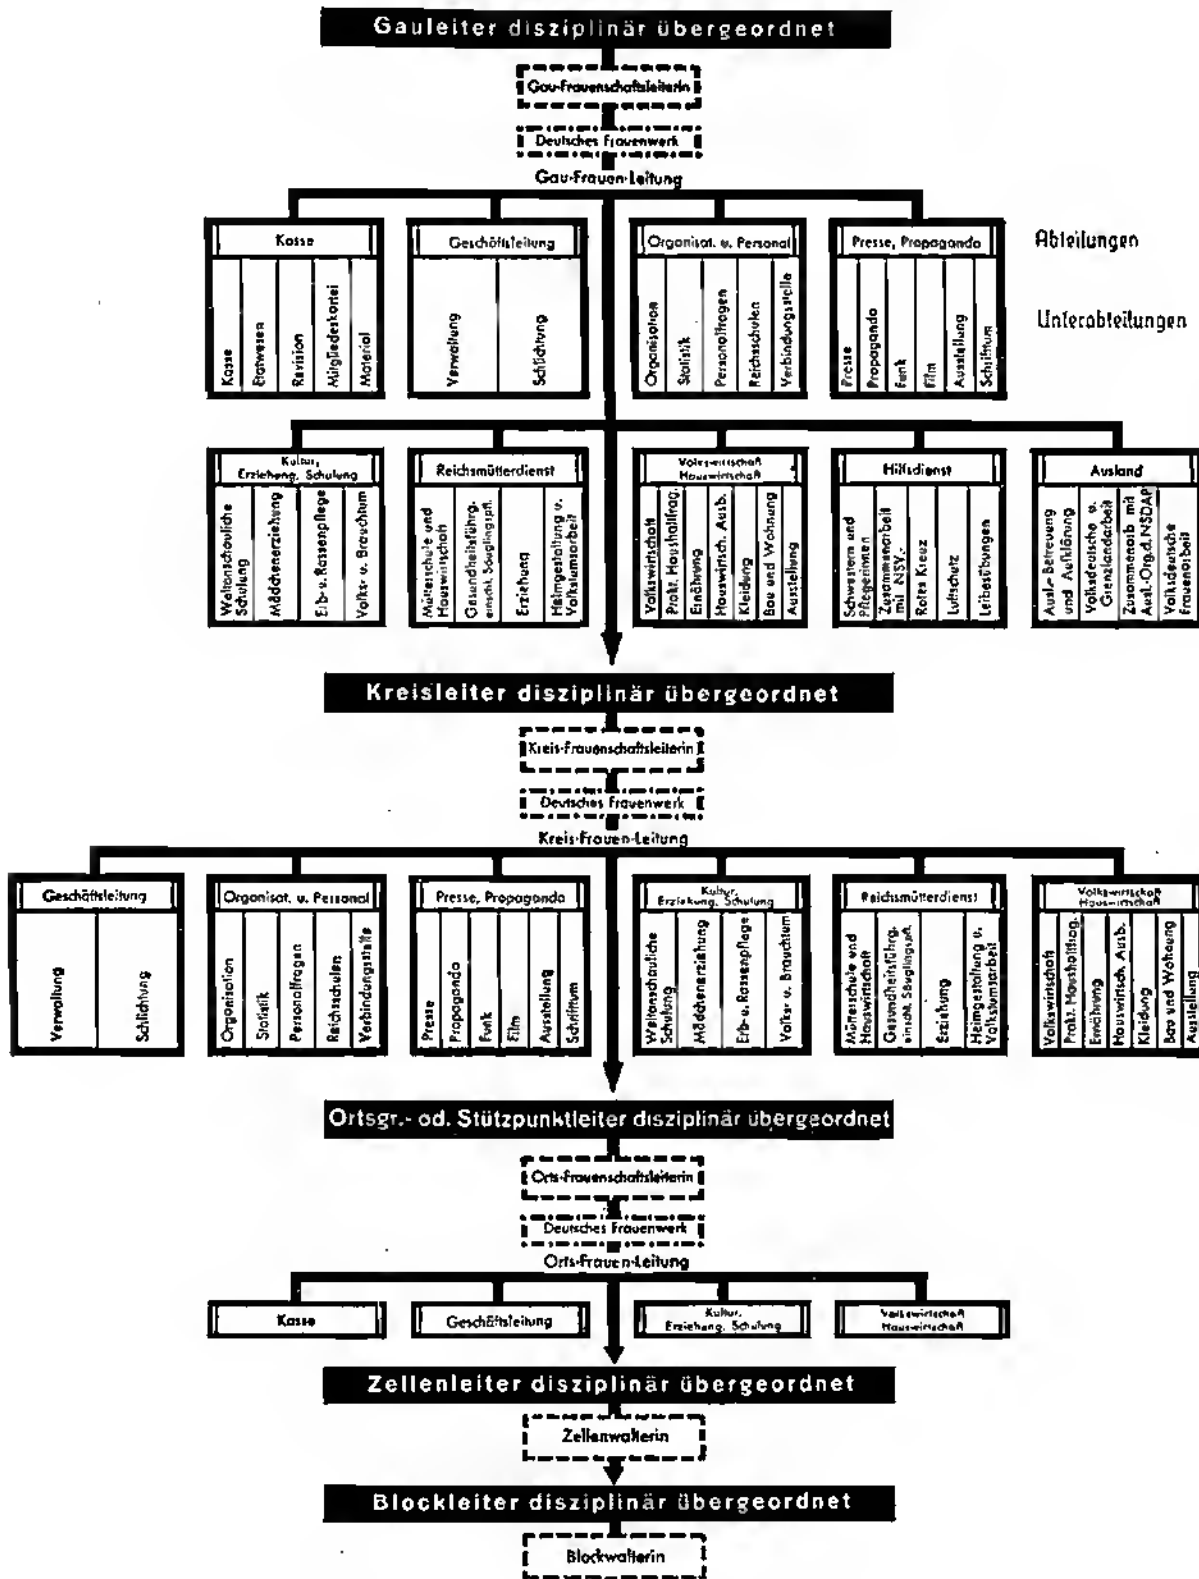 Gauleiter disziplinär übergeordnet
Gau-Frauenschaftsleiterin
Deutsches Frauenwerk
Gau-Frauen-Leitung
Kasse
Geschäftsleitung
Organisat. u. Personal
Presse, Propaganda
Abteilungen
Kasse
Etatwesen
Revision
Mitgliedeskartei
Material
Verwaltung
Schlichtung
Organisation
Statistik
Personalfragen
Reichsschulen
Verbindungsstelle
Presse
Propaganda
Funk
Film
Ausstellung
Schrifttum
Unterabteilungen
Kultur,
Erziehung, Schulung
Reichsmütterdienst
Volkswirtschaft
Hauswirtschaft
Hilfsdienst
Ausland
Weltanschauliche
Schulung
Mädchenerziehung
Erb- u. Rassenpflege
Volks- u. Brauchtum
Mütterschule und
Hauswirtschaft
Gesundheitsführg.
einschl. Säuglingspfl.
Erziehung
Heimgestaltung u.
Volkstumsarbeit
Volkswirtschaft
Prakt. Haushaltfrag.
Ernährung
Hauswirtsch. Ausb.
Kleidung
Bau und Wohnung
Ausstellung
Schwestern und
Pflegerinnen
Zusammenarbeit
mit NSV.-
Rotes Kreuz
Luftschutz
Leibesübungen
Ausl.-Betreuung
und Aufklärung
Volksdeutsche u.
Grenzlandarbeit
Zusammenarb. mit
Ausl.-Org.d.NSDAP
Volksdeutsche
Frauenarbeit
Kreisleiter disziplinär übergeordnet
Kreis-Frauenschaftsleiterin
Deutsches Frauenwerk
Kreis-Frauen-Leitung
Geschäftsleitung
Organisat. u. Personal
Presse, Propaganda
Kultur,
Erziehung, Schulung
Reichsmütterdienst
Volkswirtschaft
Hauswirtschaft
Verwaltung
Schlichtung
Organisation
Statistik
Personalfragen
Reichsschulen
Verbindungsstelle
Presse
Propaganda
Funk
Film
Ausstellung
Schrifttum
Weltanschauliche
Schulung
Mädchenerziehung
Erb- u. Rassenpflege
Volks- u. Brauchtum
Mütterschule und
Hauswirtschaft
Gesundheitsführg.
einschl. Säuglingspfl.
Erziehung
Heimgestaltung u.
Volkstumsarbeit
Volkswirtschaft
Prakt. Haushaltfrag.
Ernährung
Hauswirtsch. Ausb.
Kleidung
Bau und Wohnung
Ausstellung
Ortsgr.- od. Stützpunktleiter disziplinär übergeordnet
Orts-Frauenschaftsleiterin
Deutsches Frauenwerk
Orts-Frauen-Leitung
Kasse
Geschäftsleitung
Kultur,
Erziehung, Schulung
Volkswirtschaft
Hauswirtschaft
Zellenleiter disziplinär übergeordnet
Zellenwalterin
Blockleiter disziplinär übergeordnet
Blockwalterin